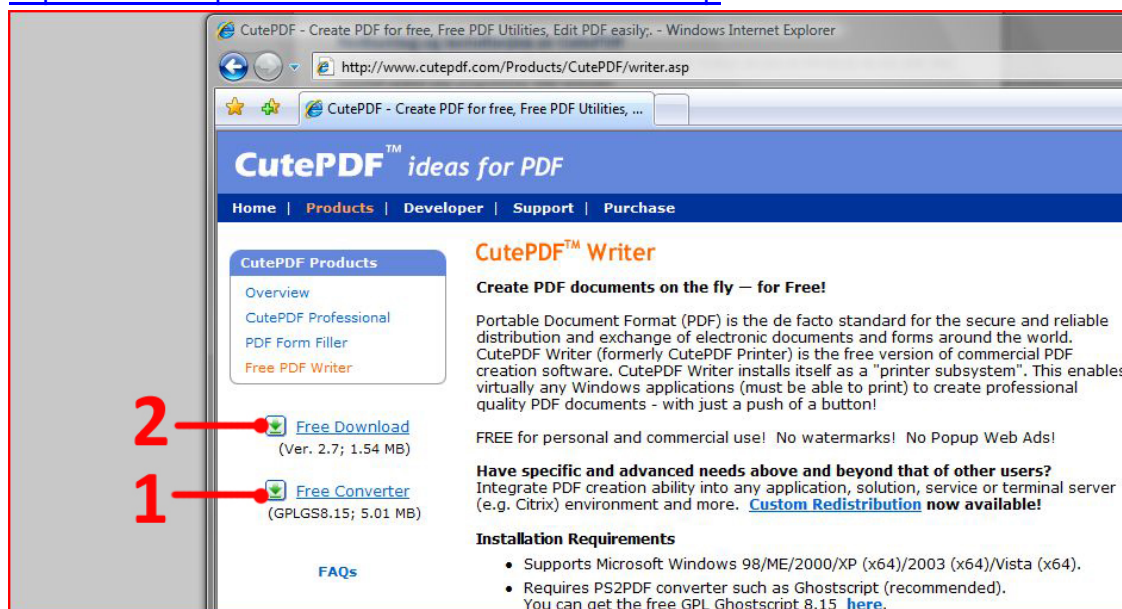 CutePDF - Create PDF for free, Free PDF Utilities, Edit PDF easily;. - Windows Internet Explorer
http://www.cutepdf.com/Products/CutePDF/writer.asp
CutePDF - Create PDF for free, Free PDF Utilities, ...
CutePDF™ ideas for PDF
Home | Products | Developer | Support | Purchase
CutePDF Products
Overview
CutePDF Professional
PDF Form Filler
Free PDF Writer
2
Free Download
(Ver. 2.7; 1.54 MB)
1
Free Converter
(GPLGS8.15; 5.01 MB)
FAQs
CutePDF™ Writer
Create PDF documents on the fly — for Free!
Portable Document Format (PDF) is the de facto standard for the secure and reliable
distribution and exchange of electronic documents and forms around the world.
CutePDF Writer (formerly CutePDF Printer) is the free version of commercial PDF
creation software. CutePDF Writer installs itself as a "printer subsystem". This enables
virtually any Windows applications (must be able to print) to create professional
quality PDF documents - with just a push of a button!
FREE for personal and commercial use! No watermarks! No Popup Web Ads!
Have specific and advanced needs above and beyond that of other users?
Integrate PDF creation ability into any application, solution, service or terminal server
(e.g. Citrix) environment and more. Custom Redistribution now available!
Installation Requirements
• Supports Microsoft Windows 98/ME/2000/XP (x64)/2003 (x64)/Vista (x64).
• Requires PS2PDF converter such as Ghostscript (recommended).
You can get the free GPL Ghostscript 8.15 here.